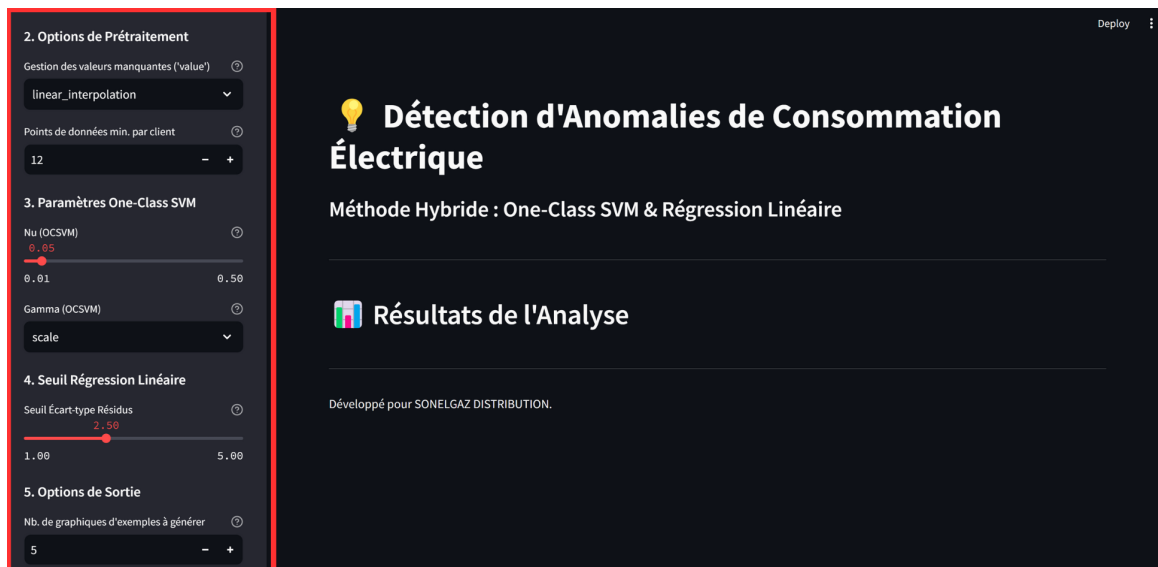 2. Options de Prétraitement
Gestion des valeurs manquantes ('value')
linear_interpolation
Points de données min. par client
12
3. Paramètres One-Class SVM
Nu (OCSVM)
0.05
0.01 0.50
Gamma (OCSVM)
scale
4. Seuil Régression Linéaire
Seuil Écart-type Résidus
2.50
1.00 5.00
5. Options de Sortie
Nb. de graphiques d'exemples à générer
5
Deploy
Détection d'Anomalies de Consommation
Électrique
Méthode Hybride : One-Class SVM & Régression Linéaire
Résultats de l'Analyse
Développé pour SONELGAZ DISTRIBUTION.